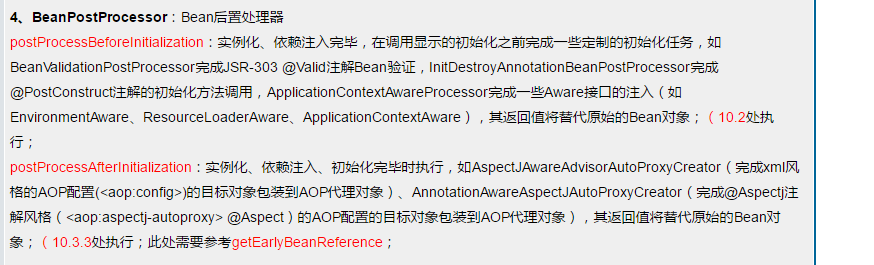 4、BeanPostProcessor：Bean后置处理器
postProcessBeforeInitialization：实例化、依赖注入完毕，在调用显示的初始化之前完成一些定制的初始化任务，如
BeanValidationPostProcessor完成JSR-303 @Valid注解Bean验证，InitDestroyAnnotationBeanPostProcessor完成
@PostConstruct注解的初始化方法调用，ApplicationContextAwareProcessor完成一些Aware接口的注入（如
EnvironmentAware、ResourceLoaderAware、ApplicationContextAware），其返回值将替代原始的Bean对象；（10.2处执
行；
postProcessAfterInitialization：实例化、依赖注入、初始化完毕时执行，如AspectJAwareAdvisorAutoProxyCreator（完成xml风
格的AOP配置(<aop:config>)的目标对象包装到AOP代理对象）、AnnotationAwareAspectJAutoProxyCreator（完成@Aspectj注
解风格（<aop:aspectj-autoproxy> @Aspect）的AOP配置的目标对象包装到AOP代理对象），其返回值将替代原始的Bean对
象；（10.3.3处执行；此处需要参考getEarlyBeanReference；